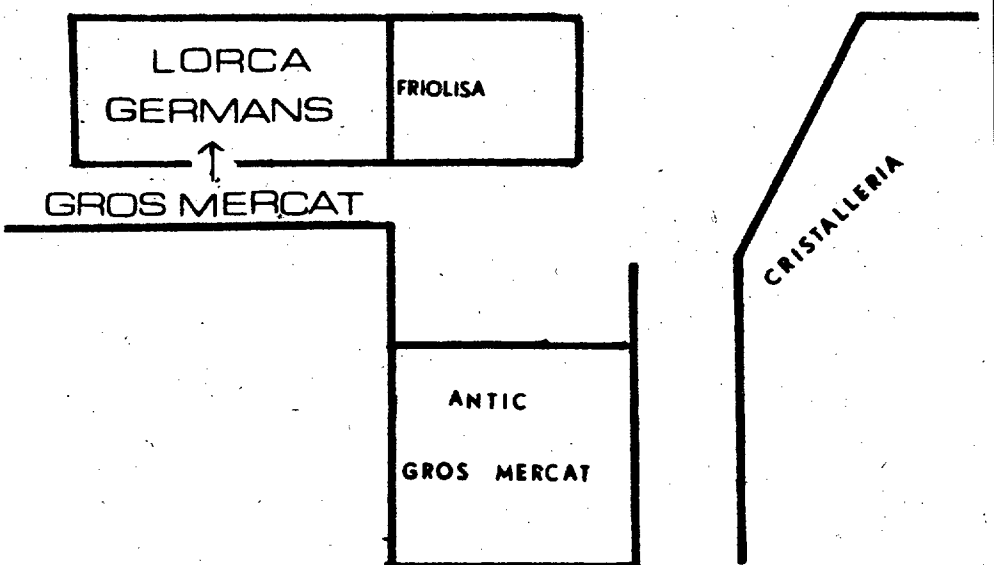 LORCA
GERMANS
FRIOLISA
GROS MERCAT
CRISTALLERIA
ANTIC
GROS MERCAT